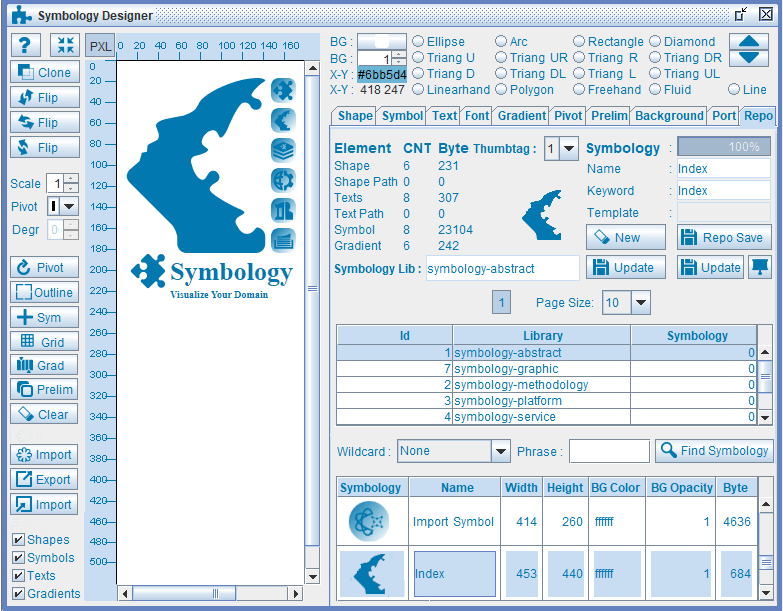 Symbology Designer
?
PXL
0 20 40 60 80 100 120 140 160
Clone
Flip
Flip
Flip
Scale 1
Pivot
Degr 0
Pivot
Outline
Sym
Grid
Grad
Prelim
Clear
Import
Export
Import
Shapes
Symbols
Texts
Gradients
0
20
40
60
80
100
120
140
160
180
200
220
240
260
280
300
320
340
360
380
400
420
440
460
480
500
Symbology
Visualize Your Domain
BG :
BG : 1
X-Y : #6bb5d4
X-Y : 418 247
Ellipse Arc Rectangle Diamond
Triang U Triang UR Triang R Triang DR
Triang D Triang DL Triang L Triang UL
Linearhand Polygon Freehand Fluid Line
Shape Symbol Text Font Gradient Pivot Prelim Background Port Repo
Element CNT Byte Thumbtag : 1
Shape 6 231
Shape Path 0 0
Texts 8 307
Text Path 0 0
Symbol 8 23104
Gradient 6 242
Symbology : 100%
Name : Index
Keyword : Index
Template :
New Repo Save
Symbology Lib : symbology-abstract Update Update
1 Page Size: 10
Id Library Symbology
1 symbology-abstract 0
7 symbology-graphic 0
2 symbology-methodology 0
3 symbology-platform 0
4 symbology-service 0
Wildcard : None Phrase : Find Symbology
Symbology Name Width Height BG Color BG Opacity Byte
Import Symbol 414 260 ffffff 1 4636
Index 453 440 ffffff 1 684